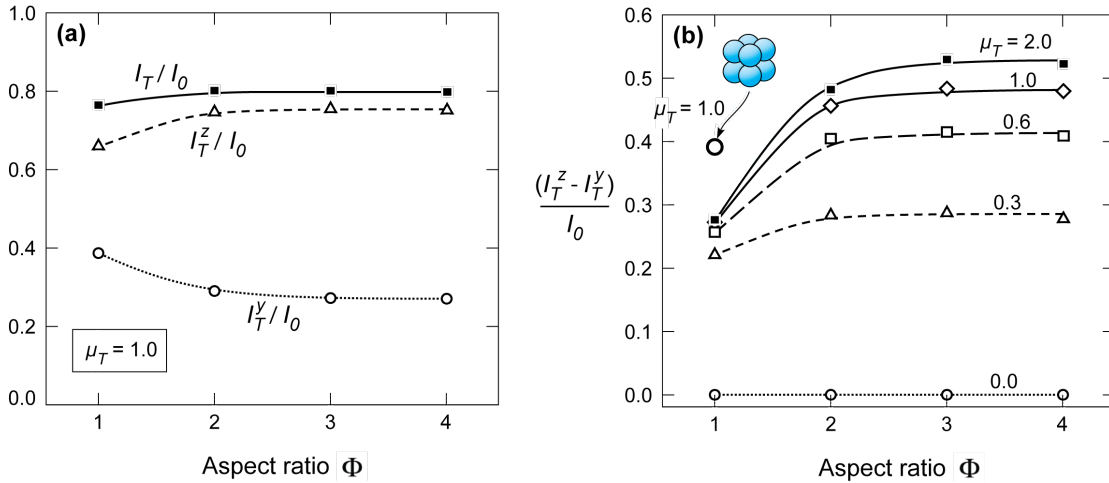 (a)
1.0
0.8
0.6
0.4
0.2
0.0
I_T / I_0
I_T^z / I_0
I_T^y / I_0
μ_T = 1.0
1 2 3 4
Aspect ratio Φ
(b)
0.6
0.5
0.4
0.3
0.2
0.1
0.0
(I_T^z - I_T^y)
I_0
μ_T = 1.0
μ_T = 2.0
1.0
0.6
0.3
0.0
1 2 3 4
Aspect ratio Φ